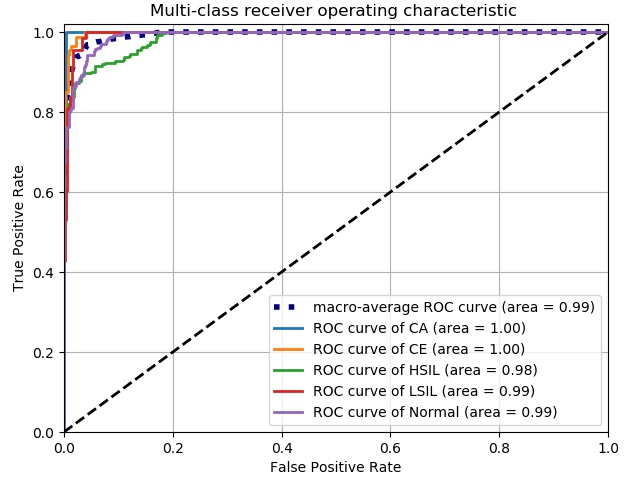 Multi-class receiver operating characteristic
1.0
0.8
0.6
0.4
0.2
0.0
True Positive Rate
macro-average ROC curve (area = 0.99)
ROC curve of CA (area = 1.00)
ROC curve of CE (area = 1.00)
ROC curve of HSIL (area = 0.98)
ROC curve of LSIL (area = 0.99)
ROC curve of Normal (area = 0.99)
0.0 0.2 0.4 0.6 0.8 1.0
False Positive Rate